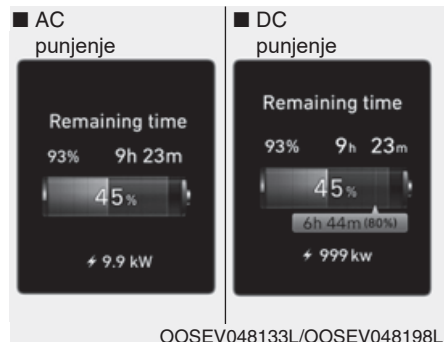 ■ AC
punjenje
Remaining time
93% 9h 23m
45%
9.9 kW
■ DC
punjenje
Remaining time
93% 9h 23m
45%
6h 44m (80%)
999 kw
OOSEV048133L/OOSEV048198L